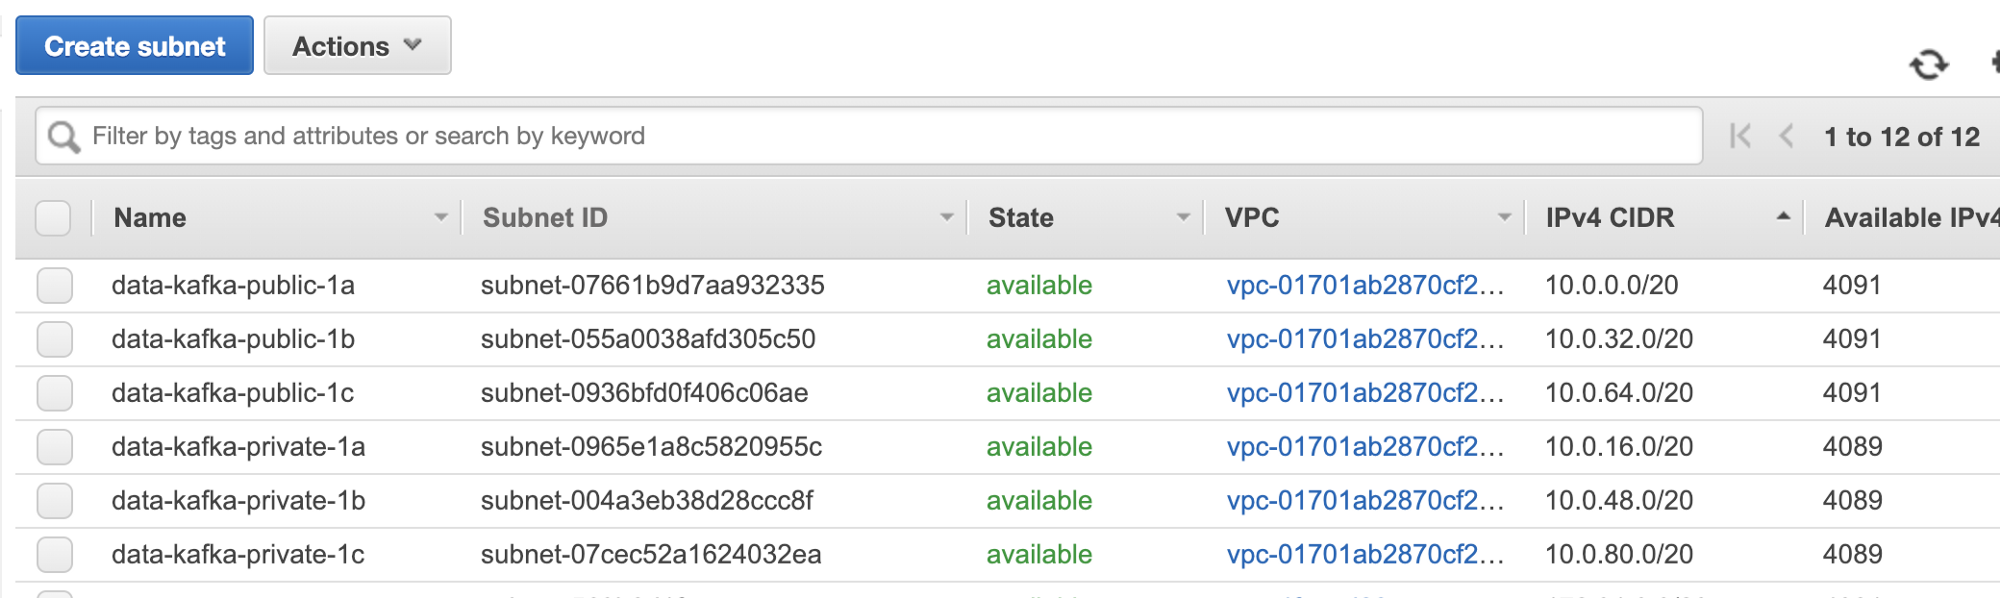 Create subnet Actions
Filter by tags and attributes or search by keyword 1 to 12 of 12
Name Subnet ID State VPC IPv4 CIDR Available IPv4
data-kafka-public-1a subnet-07661b9d7aa932335 available vpc-01701ab2870cf2... 10.0.0.0/20 4091
data-kafka-public-1b subnet-055a0038afd305c50 available vpc-01701ab2870cf2... 10.0.32.0/20 4091
data-kafka-public-1c subnet-0936bfd0f406c06ae available vpc-01701ab2870cf2... 10.0.64.0/20 4091
data-kafka-private-1a subnet-0965e1a8c5820955c available vpc-01701ab2870cf2... 10.0.16.0/20 4089
data-kafka-private-1b subnet-004a3eb38d28ccc8f available vpc-01701ab2870cf2... 10.0.48.0/20 4089
data-kafka-private-1c subnet-07cec52a1624032ea available vpc-01701ab2870cf2... 10.0.80.0/20 4089